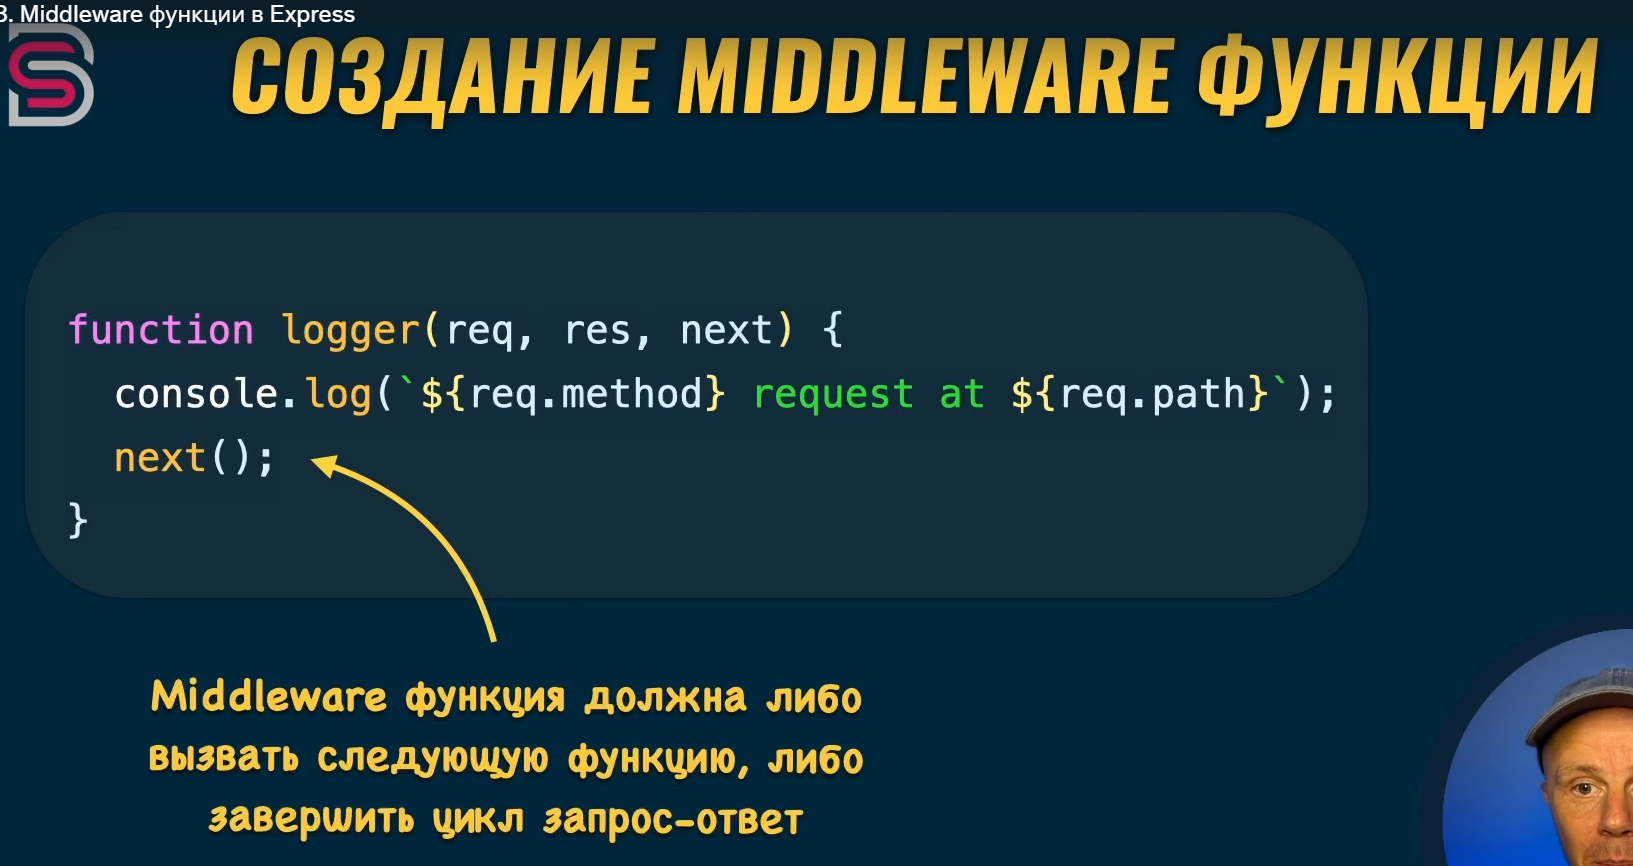 3. Middleware функции в Express
СОЗДАНИЕ MIDDLEWARE ФУНКЦИИ
function logger(req, res, next) {
  console.log(`${req.method} request at ${req.path}`);
  next();
}
Middleware функция должна либо
вызвать следующую функцию, либо
завершить цикл запрос-ответ